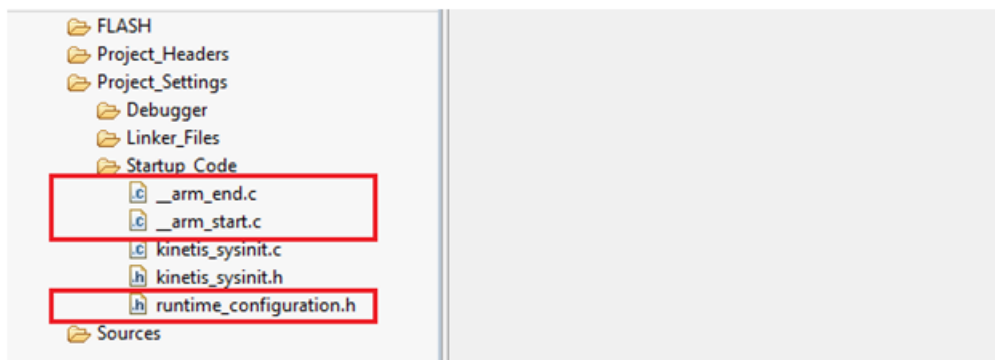 FLASH
Project_Headers
Project_Settings
Debugger
Linker_Files
Startup_Code
.c __arm_end.c
.c __arm_start.c
.c kinetis_sysinit.c
.h kinetis_sysinit.h
.h runtime_configuration.h
Sources